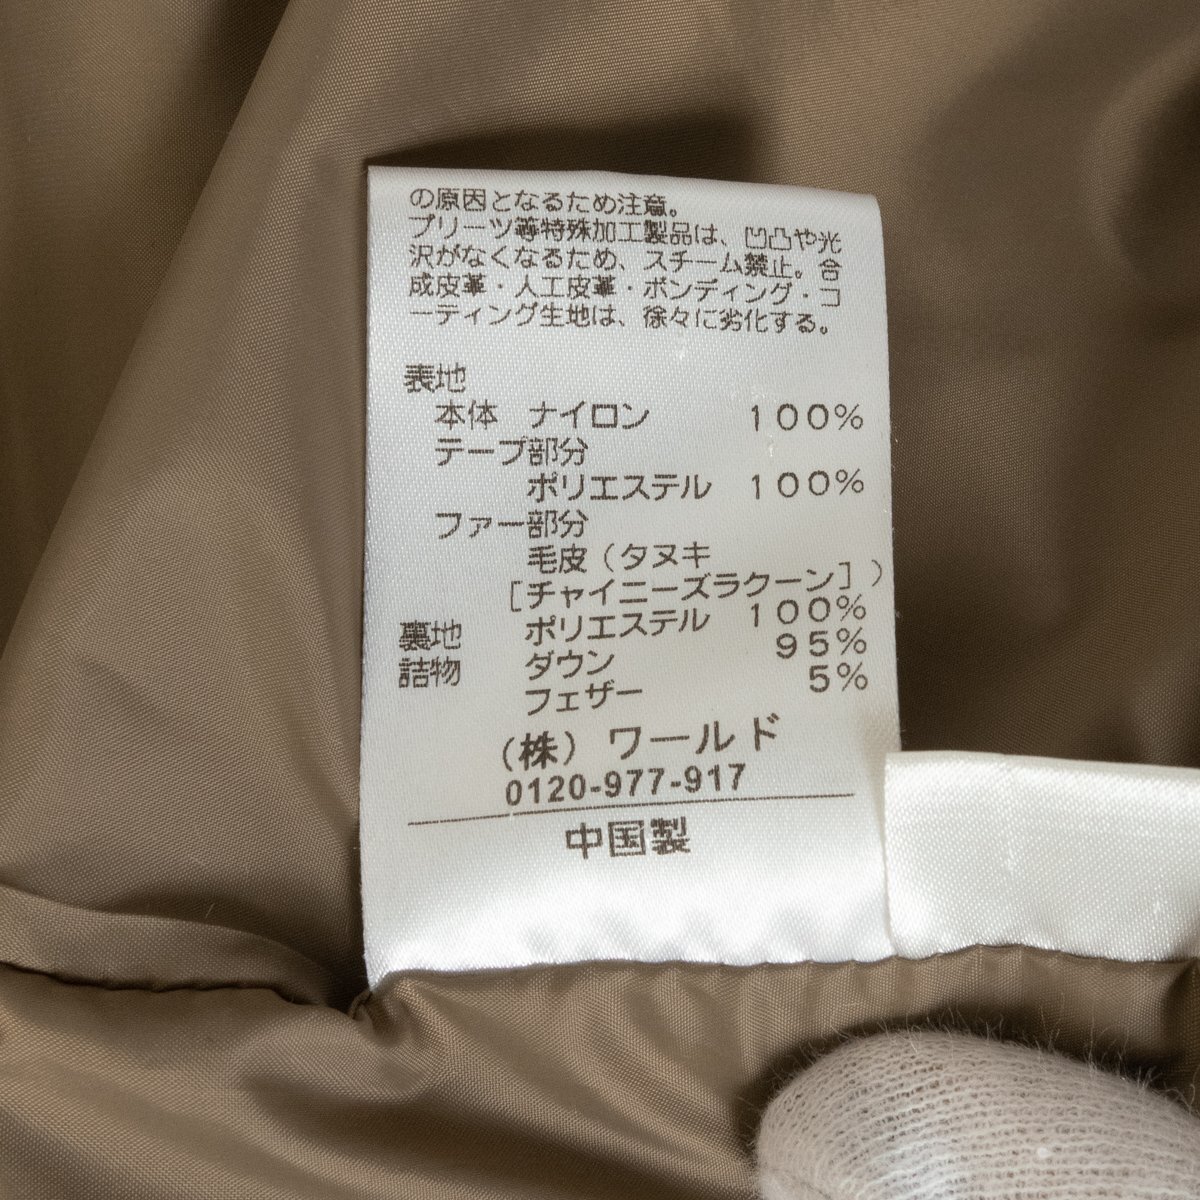 の原因となるため注意。
プリーツ等特殊加工製品は、凹凸や光
沢がなくなるため、スチーム禁止。合
成皮革・人工皮革・ボンディング・コ
ーティング生地は、徐々に劣化する。
表地
本体 ナイロン 100%
テープ部分
ポリエステル 100%
ファー部分
毛皮(タヌキ
[チャイニーズラクーン])
裏地 ポリエステル 100%
詰物 ダウン 95%
フェザー 5%
(株)ワールド
0120-977-917
中国製